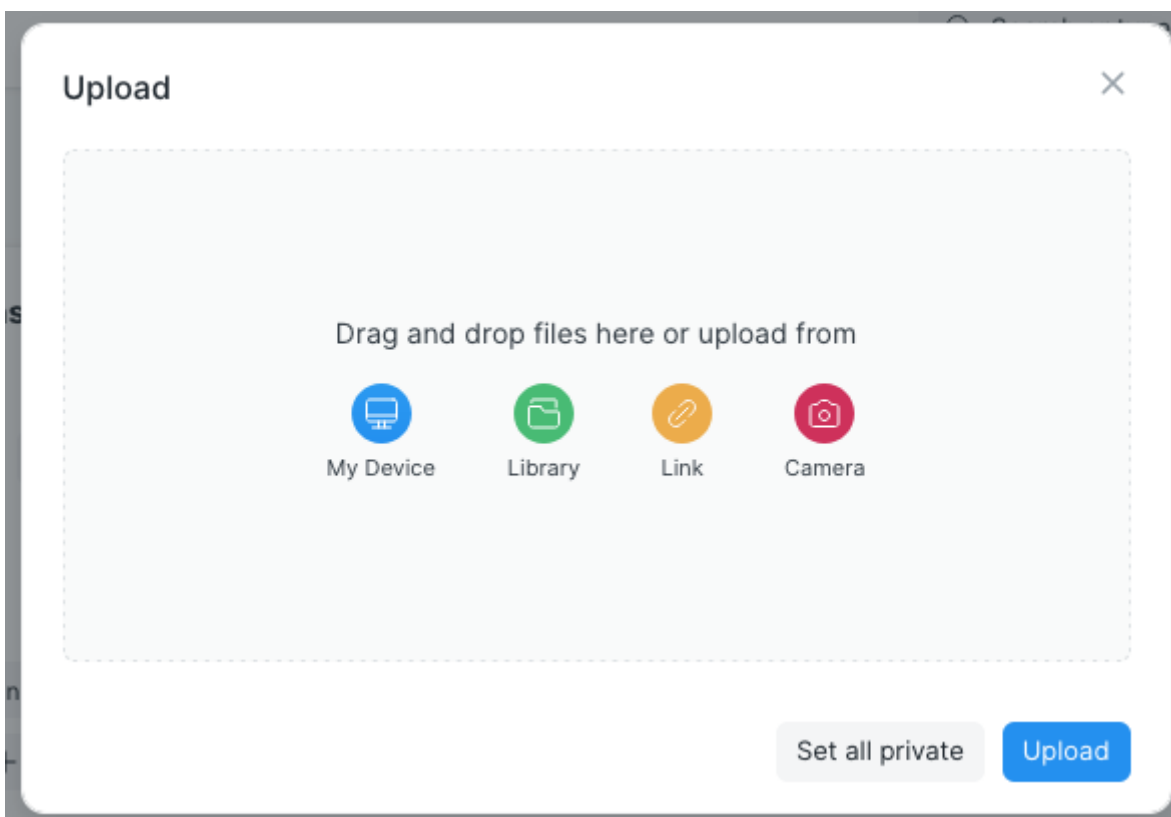 Upload
Drag and drop files here or upload from
My Device
Library
Link
Camera
Set all private
Upload